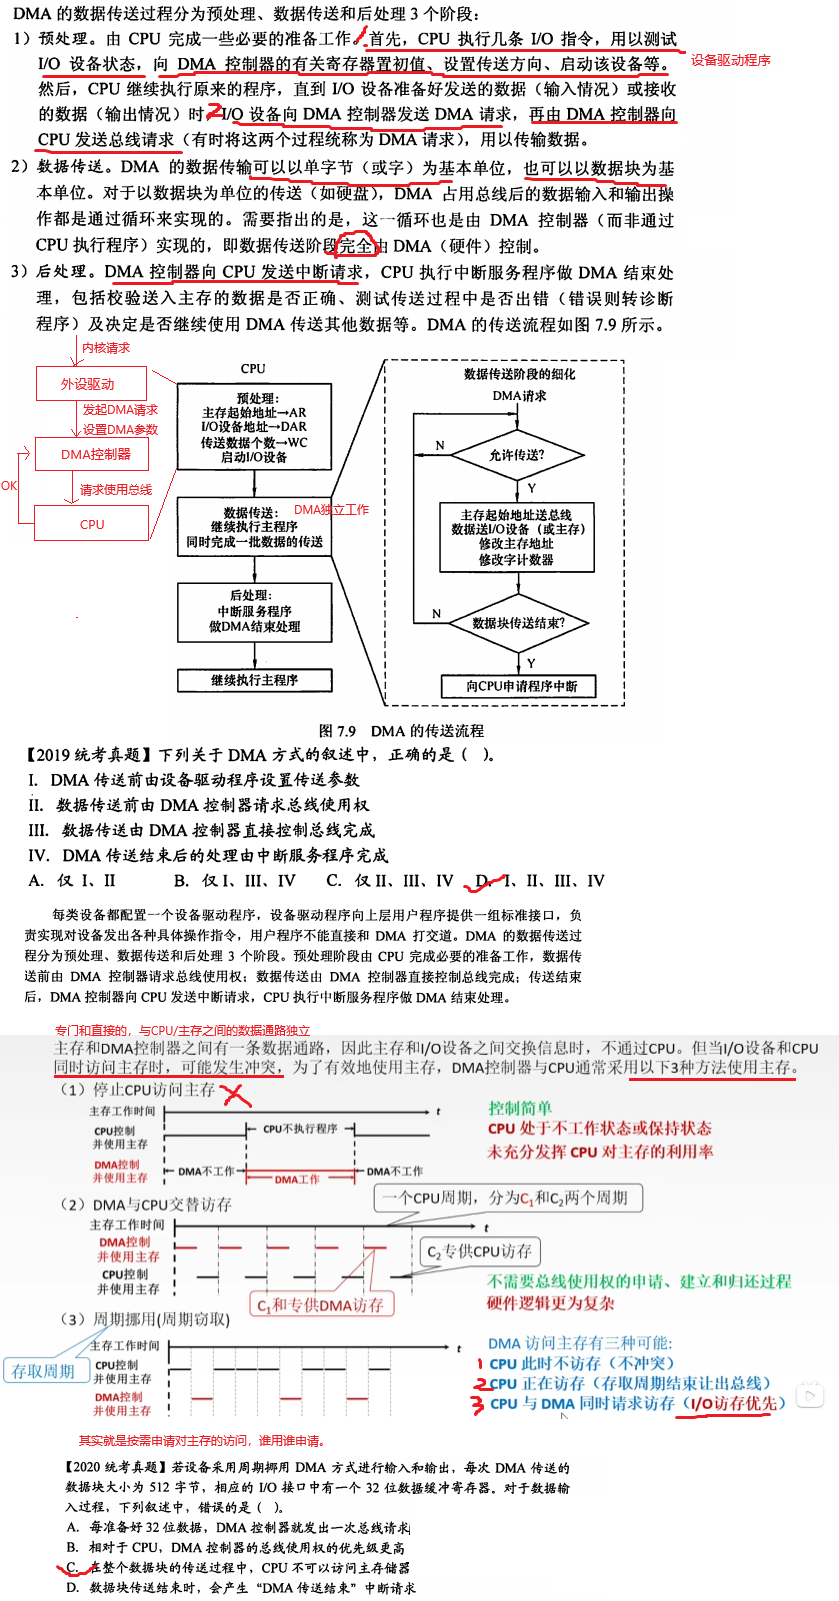 DMA 的数据传送过程分为预处理、数据传送和后处理 3 个阶段：
1）预处理。由 CPU 完成一些必要的准备工作。首先，CPU 执行几条 I/O 指令，用以测试
I/O 设备状态，向 DMA 控制器的有关寄存器置初值、设置传送方向、启动该设备等。
设备驱动程序
然后，CPU 继续执行原来的程序，直到 I/O 设备准备好发送的数据（输入情况）或接收
的数据（输出情况）时，I/O 设备向 DMA 控制器发送 DMA 请求，再由 DMA 控制器向
CPU 发送总线请求（有时将这两个过程统称为 DMA 请求），用以传输数据。
2）数据传送。DMA 的数据传输可以以单字节（或字）为基本单位，也可以以数据块为基
本单位。对于以数据块为单位的传送（如硬盘），DMA 占用总线后的数据输入和输出操
作都是通过循环来实现的。需要指出的是，这一循环也是由 DMA 控制器（而非通过
CPU 执行程序）实现的，即数据传送阶段完全由 DMA（硬件）控制。
3）后处理。DMA 控制器向 CPU 发送中断请求，CPU 执行中断服务程序做 DMA 结束处
理，包括校验送入主存的数据是否正确、测试传送过程中是否出错（错误则转诊断
程序）及决定是否继续使用 DMA 传送其他数据等。DMA 的传送流程如图 7.9 所示。
内核请求
外设驱动
发起DMA请求
设置DMA参数
DMA控制器
OK
请求使用总线
CPU
CPU
预处理：
主存起始地址→AR
I/O设备地址→DAR
传送数据个数→WC
启动I/O设备
数据传送：
继续执行主程序
同时完成一批数据的传送
DMA独立工作
后处理：
中断服务程序
做DMA结束处理
继续执行主程序
数据传送阶段的细化
DMA请求
N
允许传送?
Y
主存起始地址送总线
数据送I/O设备（或主存）
修改主存地址
修改字计数器
N
数据块传送结束?
Y
向CPU申请程序中断
图 7.9 DMA 的传送流程
【2019 统考真题】下列关于 DMA 方式的叙述中，正确的是（ ）。
I. DMA 传送前由设备驱动程序设置传送参数
II. 数据传送前由 DMA 控制器请求总线使用权
III. 数据传送由 DMA 控制器直接控制总线完成
IV. DMA 传送结束后的处理由中断服务程序完成
A. 仅 I、II B. 仅 I、III、IV C. 仅 II、III、IV D. I、II、III、IV
每类设备都配置一个设备驱动程序，设备驱动程序向上层用户程序提供一组标准接口，负
责实现对设备发出各种具体操作指令，用户程序不能直接和 DMA 打交道。DMA 的数据传送过
程分为预处理、数据传送和后处理 3 个阶段。预处理阶段由 CPU 完成必要的准备工作，数据传
送前由 DMA 控制器请求总线使用权；数据传送由 DMA 控制器直接控制总线完成；传送结束
后，DMA 控制器向 CPU 发送中断请求，CPU 执行中断服务程序做 DMA 结束处理。
专门和直接的，与CPU/主存之间的数据通路独立
主存和DMA控制器之间有一条数据通路，因此主存和I/O设备之间交换信息时，不通过CPU。但当I/O设备和CPU
同时访问主存时，可能发生冲突，为了有效地使用主存，DMA控制器与CPU通常采用以下3种方法使用主存。
（1）停止CPU访问主存
主存工作时间
t
CPU控制
并使用主存
CPU不执行程序
DMA控制
并使用主存
DMA不工作
DMA工作
DMA不工作
控制简单
CPU 处于不工作状态或保持状态
未充分发挥 CPU 对主存的利用率
（2）DMA与CPU交替访存
一个CPU周期，分为C₁和C₂两个周期
主存工作时间
t
DMA控制
并使用主存
CPU控制
并使用主存
C₂专供CPU访存
C₁和专供DMA访存
不需要总线使用权的申请、建立和归还过程
硬件逻辑更为复杂
（3）周期挪用(周期窃取)
存取周期
主存工作时间
t
CPU控制
并使用主存
DMA控制
并使用主存
DMA 访问主存有三种可能:
1 CPU 此时不访存（不冲突）
2 CPU 正在访存（存取周期结束让出总线）
3 CPU 与 DMA 同时请求访存（I/O访存优先）
其实就是按需申请对主存的访问，谁用谁申请。
【2020 统考真题】若设备采用周期挪用 DMA 方式进行输入和输出，每次 DMA 传送的
数据块大小为 512 字节，相应的 I/O 接口中有一个 32 位数据缓冲寄存器。对于数据输
入过程，下列叙述中，错误的是（ ）。
A. 每准备好 32 位数据，DMA 控制器就发出一次总线请求
B. 相对于 CPU，DMA 控制器的总线使用权的优先级更高
C. 在整个数据块的传送过程中，CPU 不可以访问主存储器
D. 数据块传送结束时，会产生“DMA 传送结束”中断请求